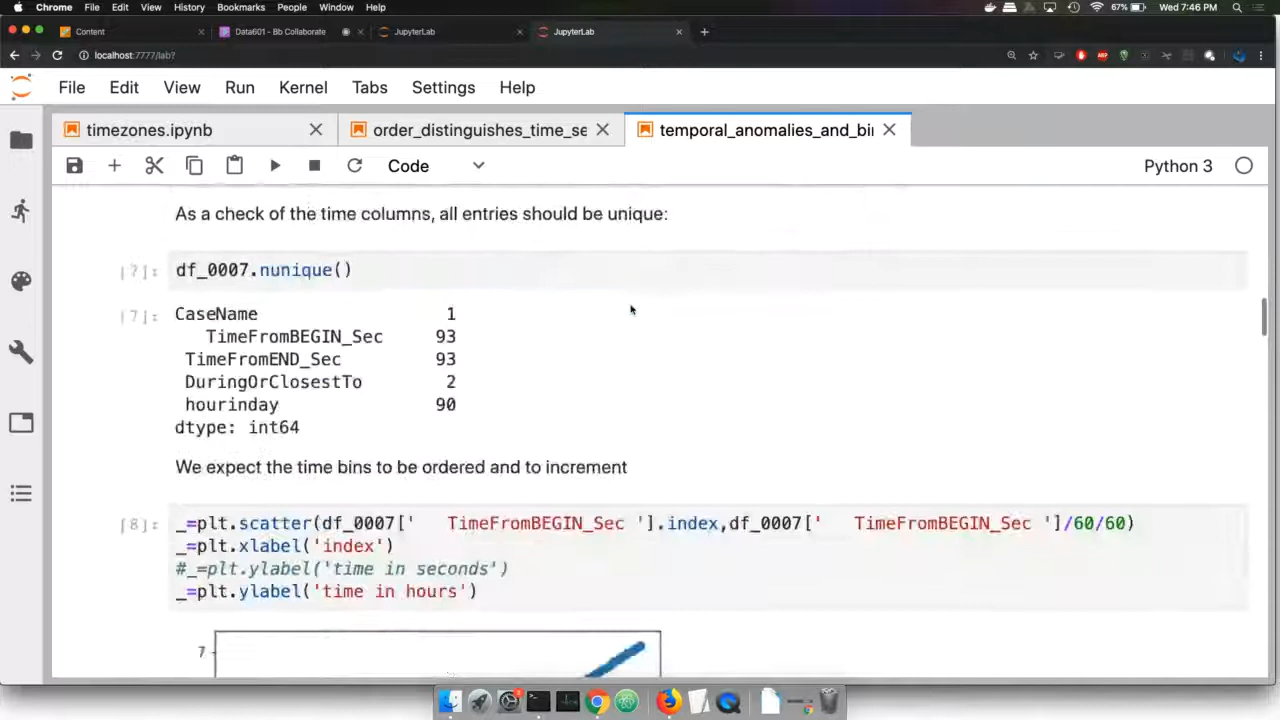 Chrome File Edit View History Bookmarks People Window Help 67% Wed 7:46 PM
Content Data601 - Bb Collaborate JupyterLab JupyterLab
localhost:7777/lab?
File Edit View Run Kernel Tabs Settings Help
timezones.ipynb order_distinguishes_time_se temporal_anomalies_and_bin
Code Python 3
As a check of the time columns, all entries should be unique:
[7]: df_0007.nunique()
[7]: CaseName 1
TimeFromBEGIN_Sec 93
TimeFromEND_Sec 93
DuringOrClosestTo 2
hourinday 90
dtype: int64
We expect the time bins to be ordered and to increment
[8]: _=plt.scatter(df_0007['   TimeFromBEGIN_Sec '].index,df_0007['   TimeFromBEGIN_Sec ']/60/60)
_=plt.xlabel('index')
#_=plt.ylabel('time in seconds')
_=plt.ylabel('time in hours')
7